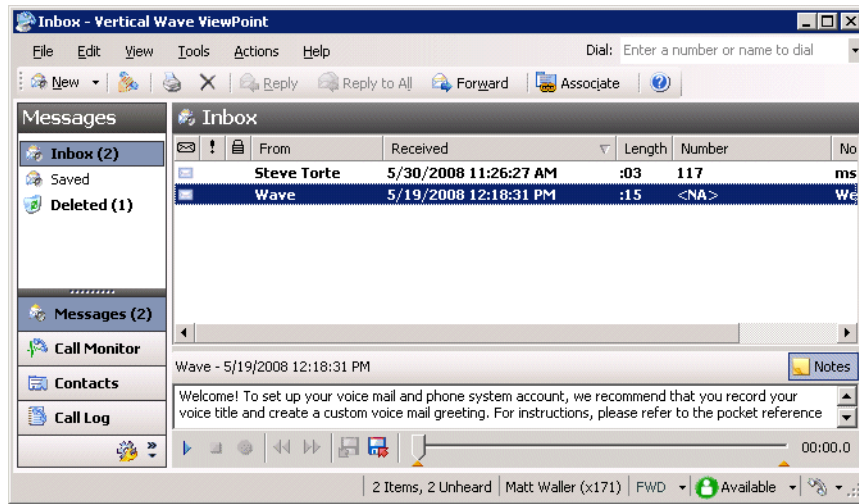 Inbox - Vertical Wave ViewPoint
File Edit View Tools Actions Help Dial: Enter a number or name to dial
New Reply Reply to All Forward Associate
Messages
Inbox
Inbox (2)
Saved
Deleted (1)
! From Received Length Number No
Steve Torte 5/30/2008 11:26:27 AM :03 117 ms
Wave 5/19/2008 12:18:31 PM :15 <NA> We
Messages (2)
Call Monitor
Contacts
Call Log
Wave - 5/19/2008 12:18:31 PM Notes
Welcome! To set up your voice mail and phone system account, we recommend that you record your
voice title and create a custom voice mail greeting. For instructions, please refer to the pocket reference
00:00.0
2 Items, 2 Unheard Matt Waller (x171) FWD Available